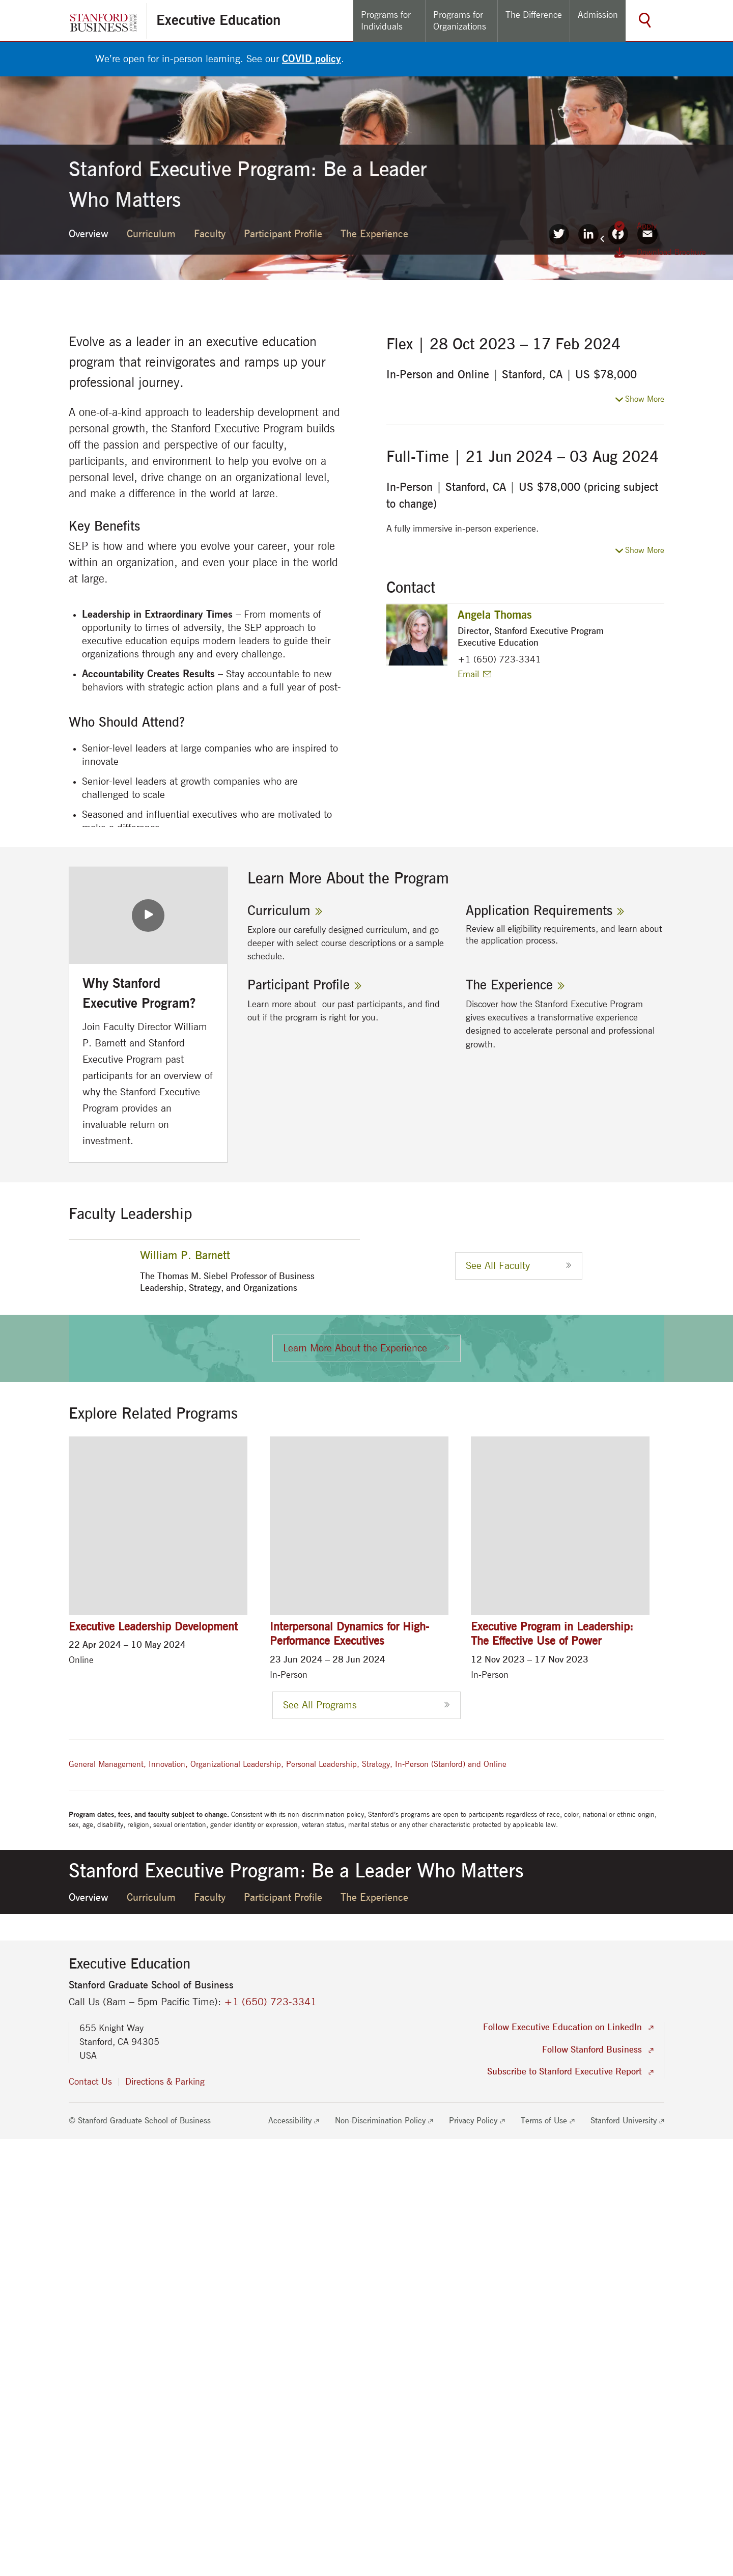 STANFORD
BUSINESS
Executive Education
Programs for
Individuals
Programs for
Organizations
The Difference
Admission
We're open for in-person learning. See our COVID policy.
Stanford Executive Program: Be a Leader
Who Matters
Overview Curriculum Faculty Participant Profile The Experience
Evolve as a leader in an executive education
program that reinvigorates and ramps up your
professional journey.
A one-of-a-kind approach to leadership development and
personal growth, the Stanford Executive Program builds
off the passion and perspective of our faculty,
participants, and environment to help you evolve on a
personal level, drive change on an organizational level,
and make a difference in the world at large.
Key Benefits
SEP is how and where you evolve your career, your role
within an organization, and even your place in the world
at large.
• Leadership in Extraordinary Times – From moments of
opportunity to times of adversity, the SEP approach to
executive education equips modern leaders to guide their
organizations through any and every challenge.
• Accountability Creates Results – Stay accountable to new
behaviors with strategic action plans and a full year of post-
Who Should Attend?
• Senior-level leaders at large companies who are inspired to
innovate
• Senior-level leaders at growth companies who are
challenged to scale
• Seasoned and influential executives who are motivated to
make a difference
Flex | 28 Oct 2023 – 17 Feb 2024
In-Person and Online | Stanford, CA | US $78,000
Show More
Full-Time | 21 Jun 2024 – 03 Aug 2024
In-Person | Stanford, CA | US $78,000 (pricing subject
to change)
A fully immersive in-person experience.
Show More
Contact
Angela Thomas
Director, Stanford Executive Program
Executive Education
+1 (650) 723-3341
Email
Why Stanford
Executive Program?
Join Faculty Director William
P. Barnett and Stanford
Executive Program past
participants for an overview of
why the Stanford Executive
Program provides an
invaluable return on
investment.
Learn More About the Program
Curriculum
Explore our carefully designed curriculum, and go
deeper with select course descriptions or a sample
schedule.
Application Requirements
Review all eligibility requirements, and learn about
the application process.
Participant Profile
Learn more about our past participants, and find
out if the program is right for you.
The Experience
Discover how the Stanford Executive Program
gives executives a transformative experience
designed to accelerate personal and professional
growth.
Faculty Leadership
William P. Barnett
The Thomas M. Siebel Professor of Business
Leadership, Strategy, and Organizations
See All Faculty
Learn More About the Experience
Explore Related Programs
Executive Leadership Development
22 Apr 2024 – 10 May 2024
Online
Interpersonal Dynamics for High-
Performance Executives
23 Jun 2024 – 28 Jun 2024
In-Person
Executive Program in Leadership:
The Effective Use of Power
12 Nov 2023 – 17 Nov 2023
In-Person
See All Programs
General Management, Innovation, Organizational Leadership, Personal Leadership, Strategy, In-Person (Stanford) and Online
Program dates, fees, and faculty subject to change. Consistent with its non-discrimination policy, Stanford's programs are open to participants regardless of race, color, national or ethnic origin,
sex, age, disability, religion, sexual orientation, gender identity or expression, veteran status, marital status or any other characteristic protected by applicable law.
Stanford Executive Program: Be a Leader Who Matters
Overview Curriculum Faculty Participant Profile The Experience
Executive Education
Stanford Graduate School of Business
Call Us (8am – 5pm Pacific Time): +1 (650) 723-3341
655 Knight Way
Stanford, CA 94305
USA
Contact Us | Directions & Parking
Follow Executive Education on LinkedIn
Follow Stanford Business
Subscribe to Stanford Executive Report
© Stanford Graduate School of Business Accessibility Non-Discrimination Policy Privacy Policy Terms of Use Stanford University